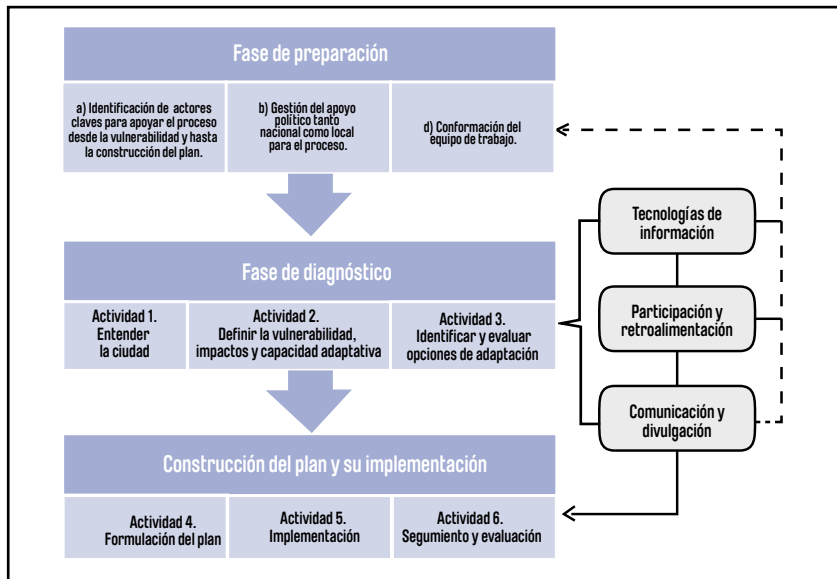 Fase de preparación
a) Identificación de actores
claves para apoyar el proceso
desde la vulnerabilidad y hasta
la construcción del plan.
b) Gestión del apoyo
político tanto
nacional como local
para el proceso.
d) Conformación del
equipo de trabajo.
Fase de diagnóstico
Actividad 1.
Entender
la ciudad
Actividad 2.
Definir la vulnerabilidad,
impactos y capacidad adaptativa
Actividad 3.
Identificar y evaluar
opciones de adaptación
Tecnologías de
información
Participación y
retroalimentación
Comunicación y
divulgación
Construcción del plan y su implementación
Actividad 4.
Formulación del plan
Actividad 5.
Implementación
Actividad 6.
Segumiento y evaluación